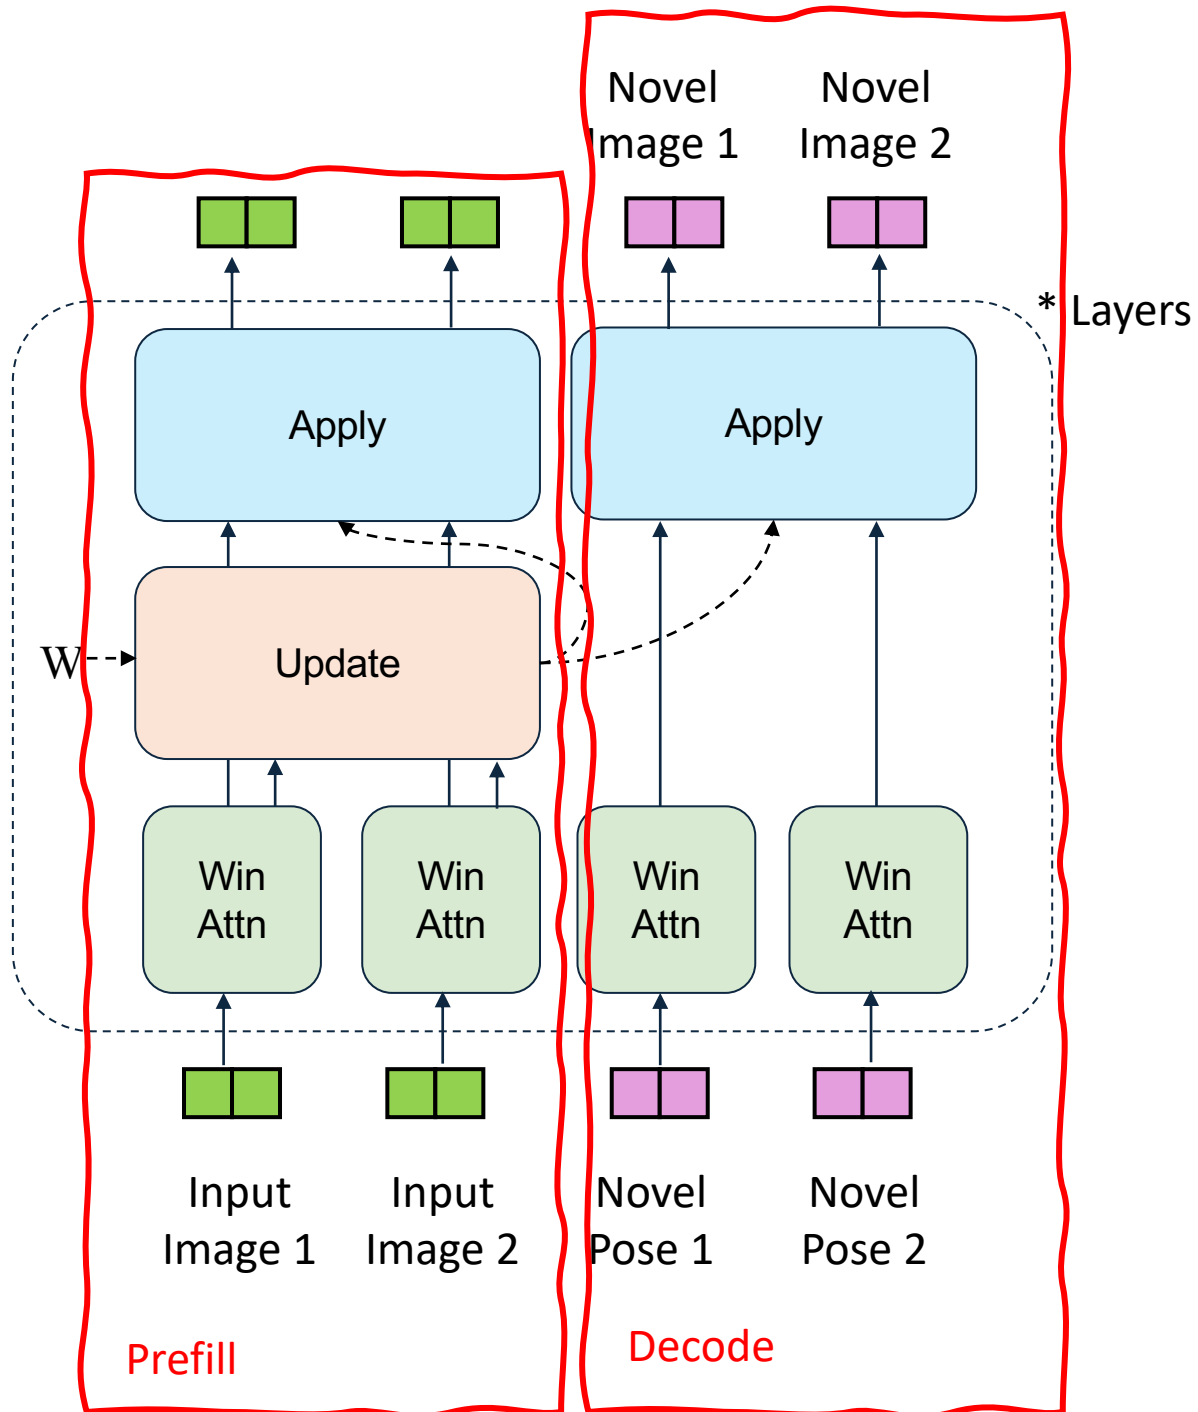 Novel
Image 1
Novel
Image 2
* Layers
Apply
Apply
W
Update
Win
Attn
Win
Attn
Win
Attn
Win
Attn
Input
Image 1
Input
Image 2
Novel
Pose 1
Novel
Pose 2
Prefill
Decode